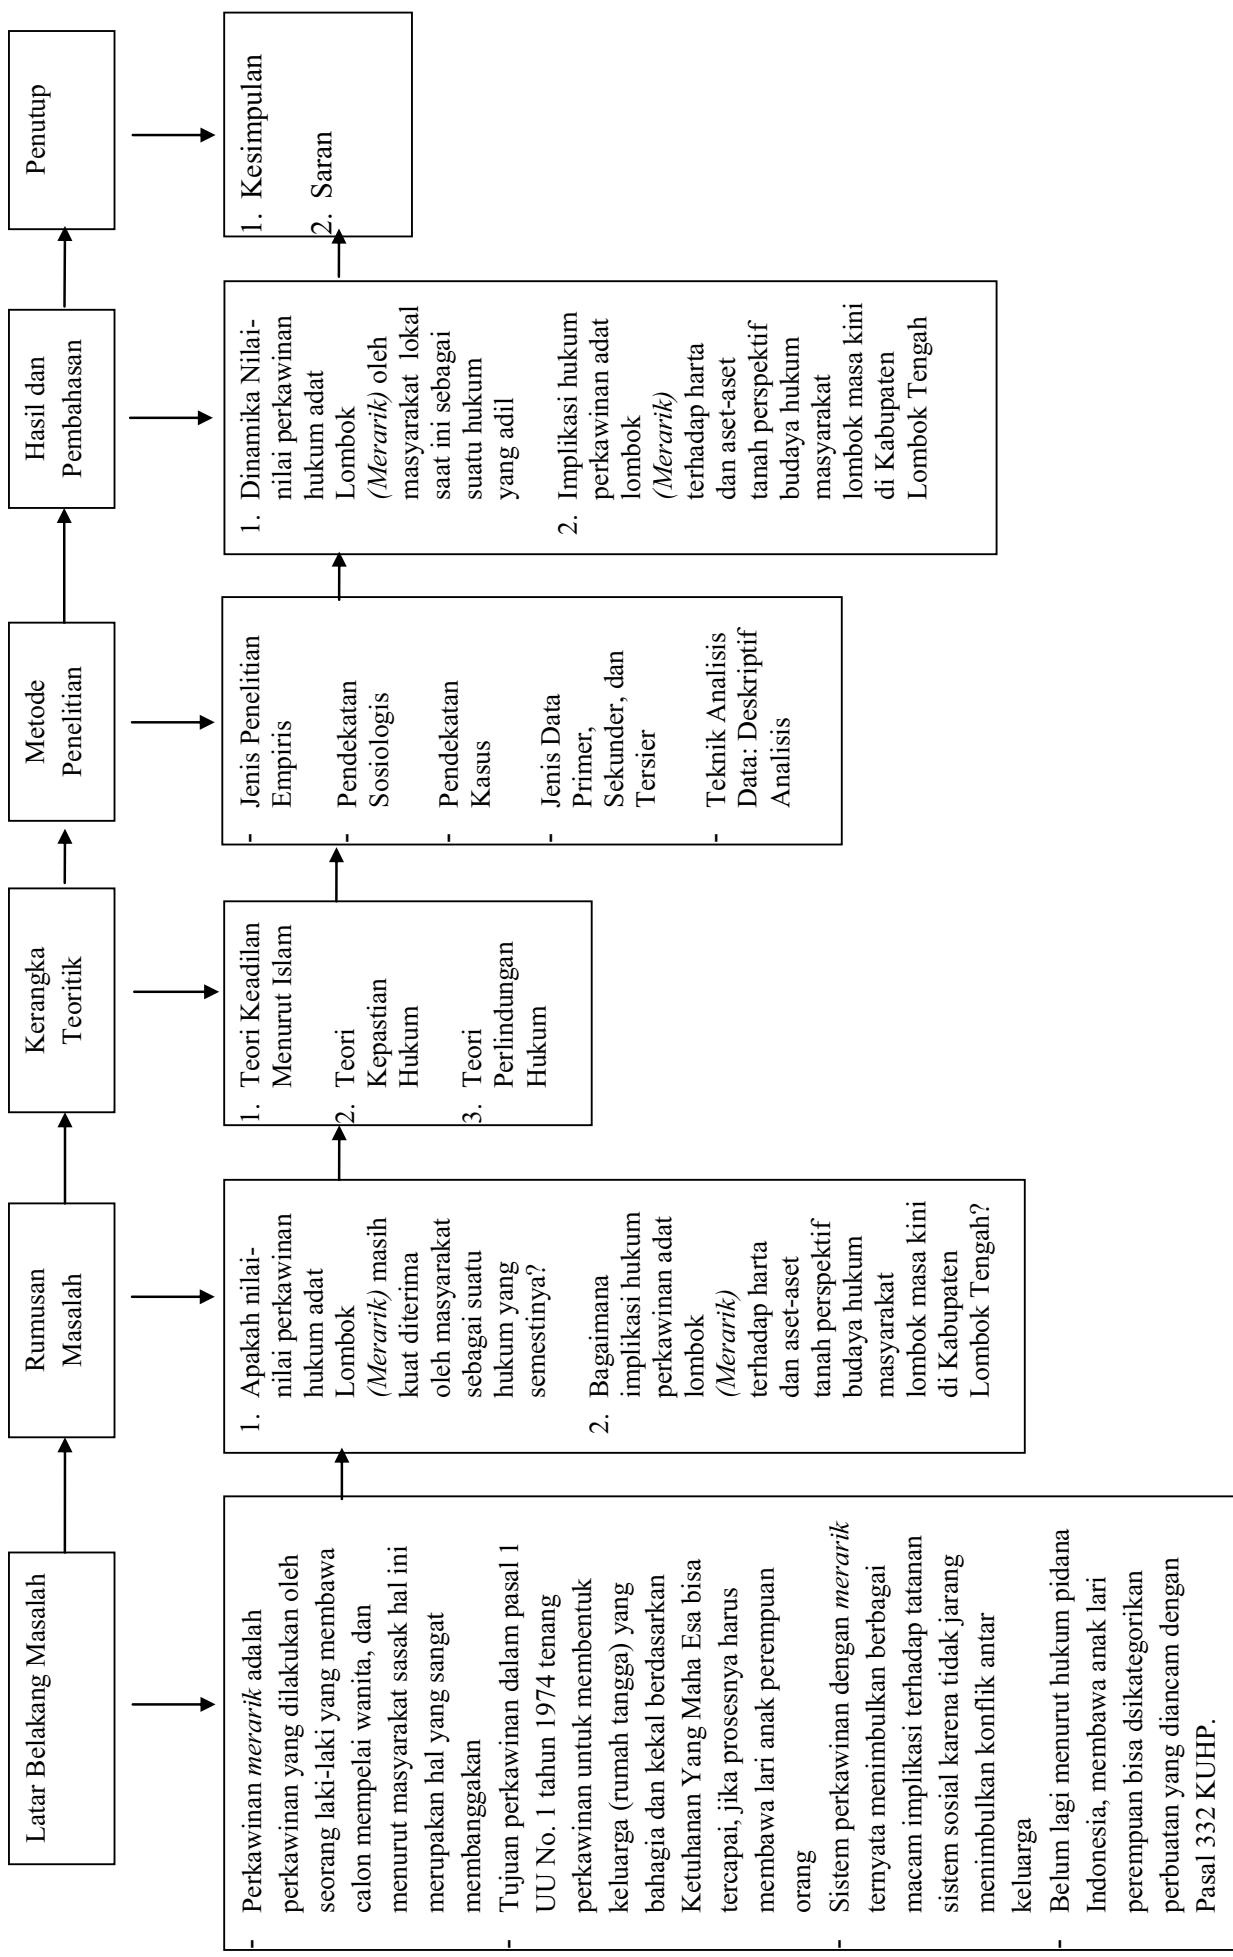 Latar Belakang Masalah
- Perkawinan merarik adalah
perkawinan yang dilakukan oleh
seorang laki-laki yang membawa
calon mempelai wanita, dan
menurut masyarakat sasak hal ini
merupakan hal yang sangat
membanggakan
- Tujuan perkawinan dalam pasal 1
UU No. 1 tahun 1974 tenang
perkawinan untuk membentuk
keluarga (rumah tangga) yang
bahagia dan kekal berdasarkan
Ketuhanan Yang Maha Esa bisa
tercapai, jika prosesnya harus
membawa lari anak perempuan
orang
- Sistem perkawinan dengan merarik
ternyata menimbulkan berbagai
macam implikasi terhadap tatanan
sistem sosial karena tidak jarang
menimbulkan konflik antar
keluarga
- Belum lagi menurut hukum pidana
Indonesia, membawa anak lari
perempuan bisa dsikategorikan
perbuatan yang diancam dengan
Pasal 332 KUHP.
Rumusan
Masalah
1. Apakah nilai-
nilai perkawinan
hukum adat
Lombok
(Merarik) masih
kuat diterima
oleh masyarakat
sebagai suatu
hukum yang
semestinya?
2. Bagaimana
implikasi hukum
perkawinan adat
lombok
(Merarik)
terhadap harta
dan aset-aset
tanah perspektif
budaya hukum
masyarakat
lombok masa kini
di Kabupaten
Lombok Tengah?
Kerangka
Teoritik
1. Teori Keadilan
Menurut Islam
2. Teori
Kepastian
Hukum
3. Teori
Perlindungan
Hukum
Metode
Penelitian
- Jenis Penelitian
Empiris
- Pendekatan
Sosiologis
- Pendekatan
Kasus
- Jenis Data
Primer,
Sekunder, dan
Tersier
- Teknik Analisis
Data: Deskriptif
Analisis
Hasil dan
Pembahasan
1. Dinamika Nilai-
nilai perkawinan
hukum adat
Lombok
(Merarik) oleh
masyarakat lokal
saat ini sebagai
suatu hukum
yang adil
2. Implikasi hukum
perkawinan adat
lombok
(Merarik)
terhadap harta
dan aset-aset
tanah perspektif
budaya hukum
masyarakat
lombok masa kini
di Kabupaten
Lombok Tengah
Penutup
1. Kesimpulan
2. Saran